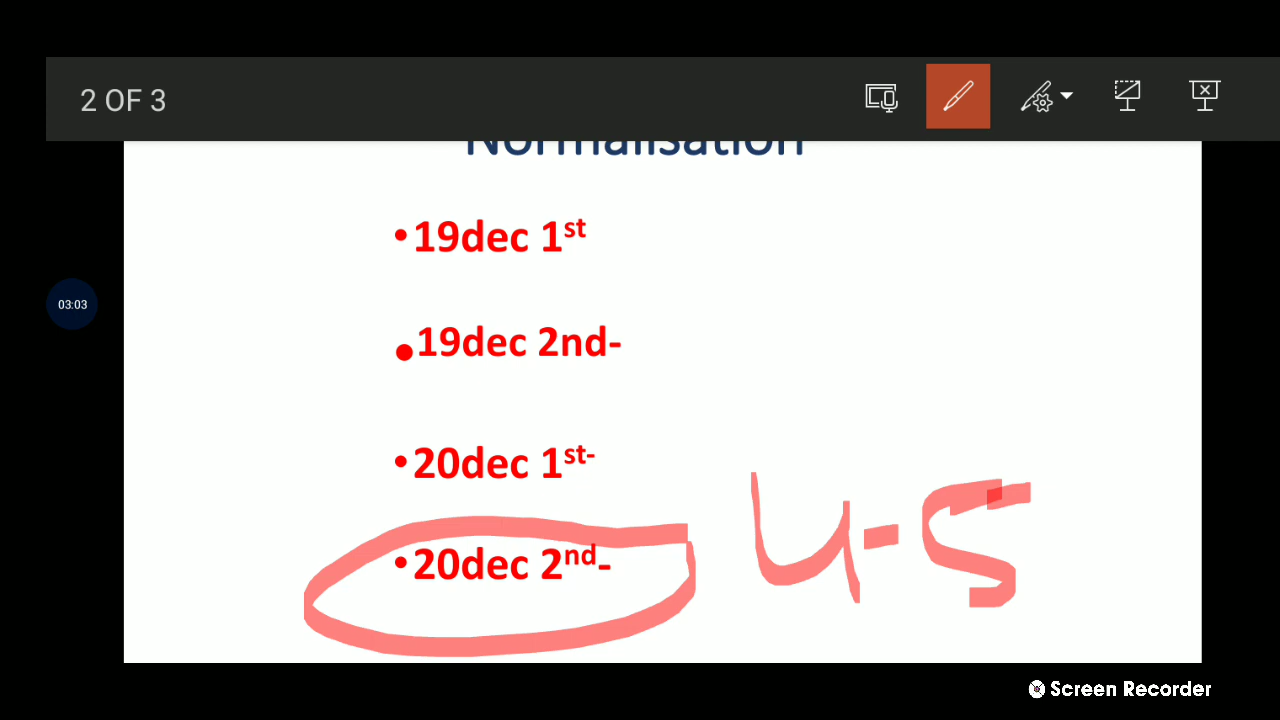 2 OF 3
Normalisation
•19dec 1st
•19dec 2nd-
03:03
•20dec 1st-
•20dec 2nd-
4-5
Screen Recorder